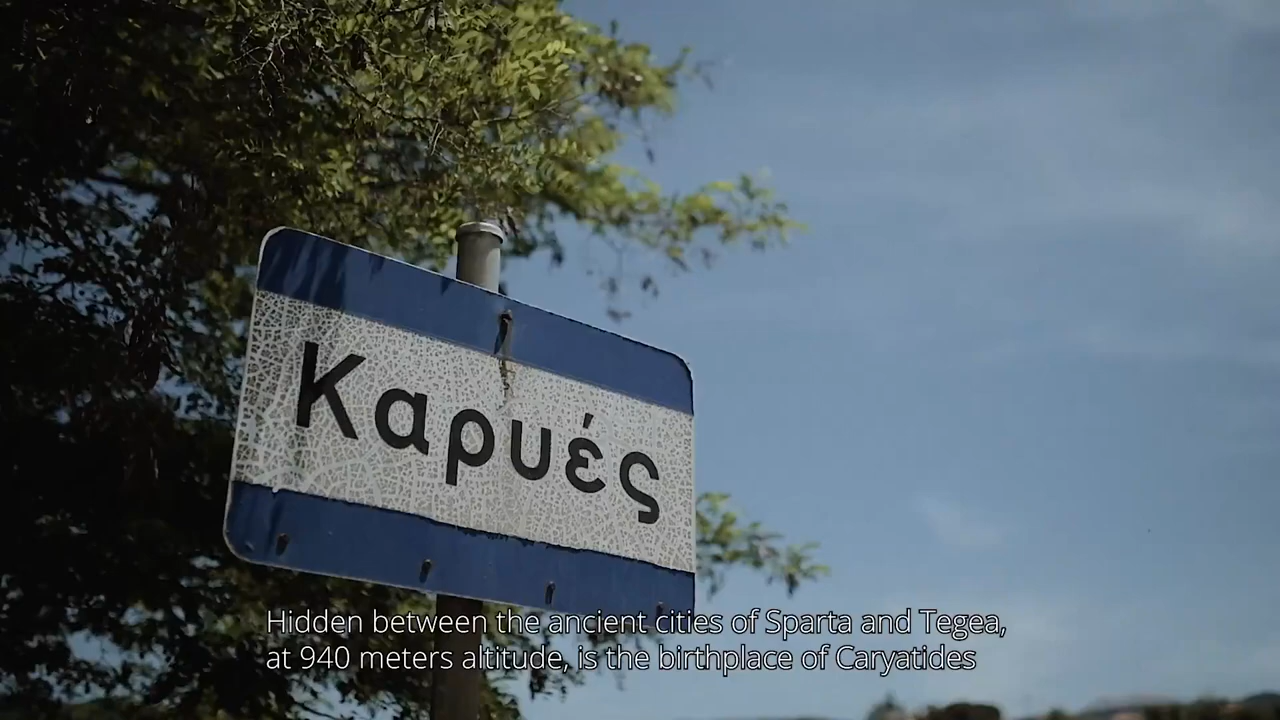 Καρυές
Hidden between the ancient cities of Sparta and Tegea,
at 940 meters altitude, is the birthplace of Caryatides